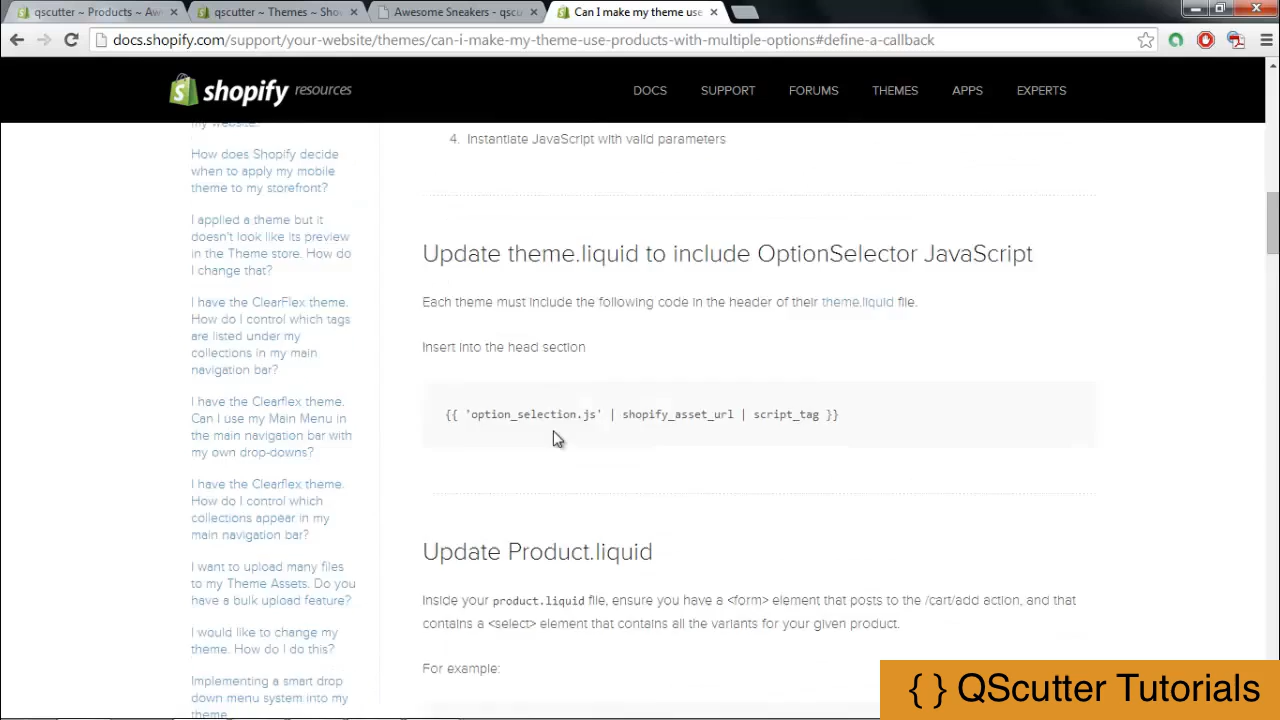 qscutter ~ Products ~ Aw
qscutter ~ Themes ~ Sho
Awesome Sneakers - qscu
Can I make my theme use
docs.shopify.com/support/your-website/themes/can-i-make-my-theme-use-products-with-multiple-options#define-a-callback
shopify resources
DOCS SUPPORT FORUMS THEMES APPS EXPERTS
my website.
How does Shopify decide
when to apply my mobile
theme to my storefront?
I applied a theme but it
doesn't look like its preview
in the Theme store. How do
I change that?
I have the ClearFlex theme.
How do I control which tags
are listed under my
collections in my main
navigation bar?
I have the Clearflex theme.
Can I use my Main Menu in
the main navigation bar with
my own drop-downs?
I have the Clearflex theme.
How do I control which
collections appear in my
main navigation bar?
I want to upload many files
to my Theme Assets. Do you
have a bulk upload feature?
I would like to change my
theme. How do I do this?
Implementing a smart drop
down menu system into my
theme
4. Instantiate JavaScript with valid parameters
Update theme.liquid to include OptionSelector JavaScript
Each theme must include the following code in the header of their theme.liquid file.
Insert into the head section
{{ 'option_selection.js' | shopify_asset_url | script_tag }}
Update Product.liquid
Inside your product.liquid file, ensure you have a <form> element that posts to the /cart/add action, and that
contains a <select> element that contains all the variants for your given product.
For example:
{ } QScutter Tutorials